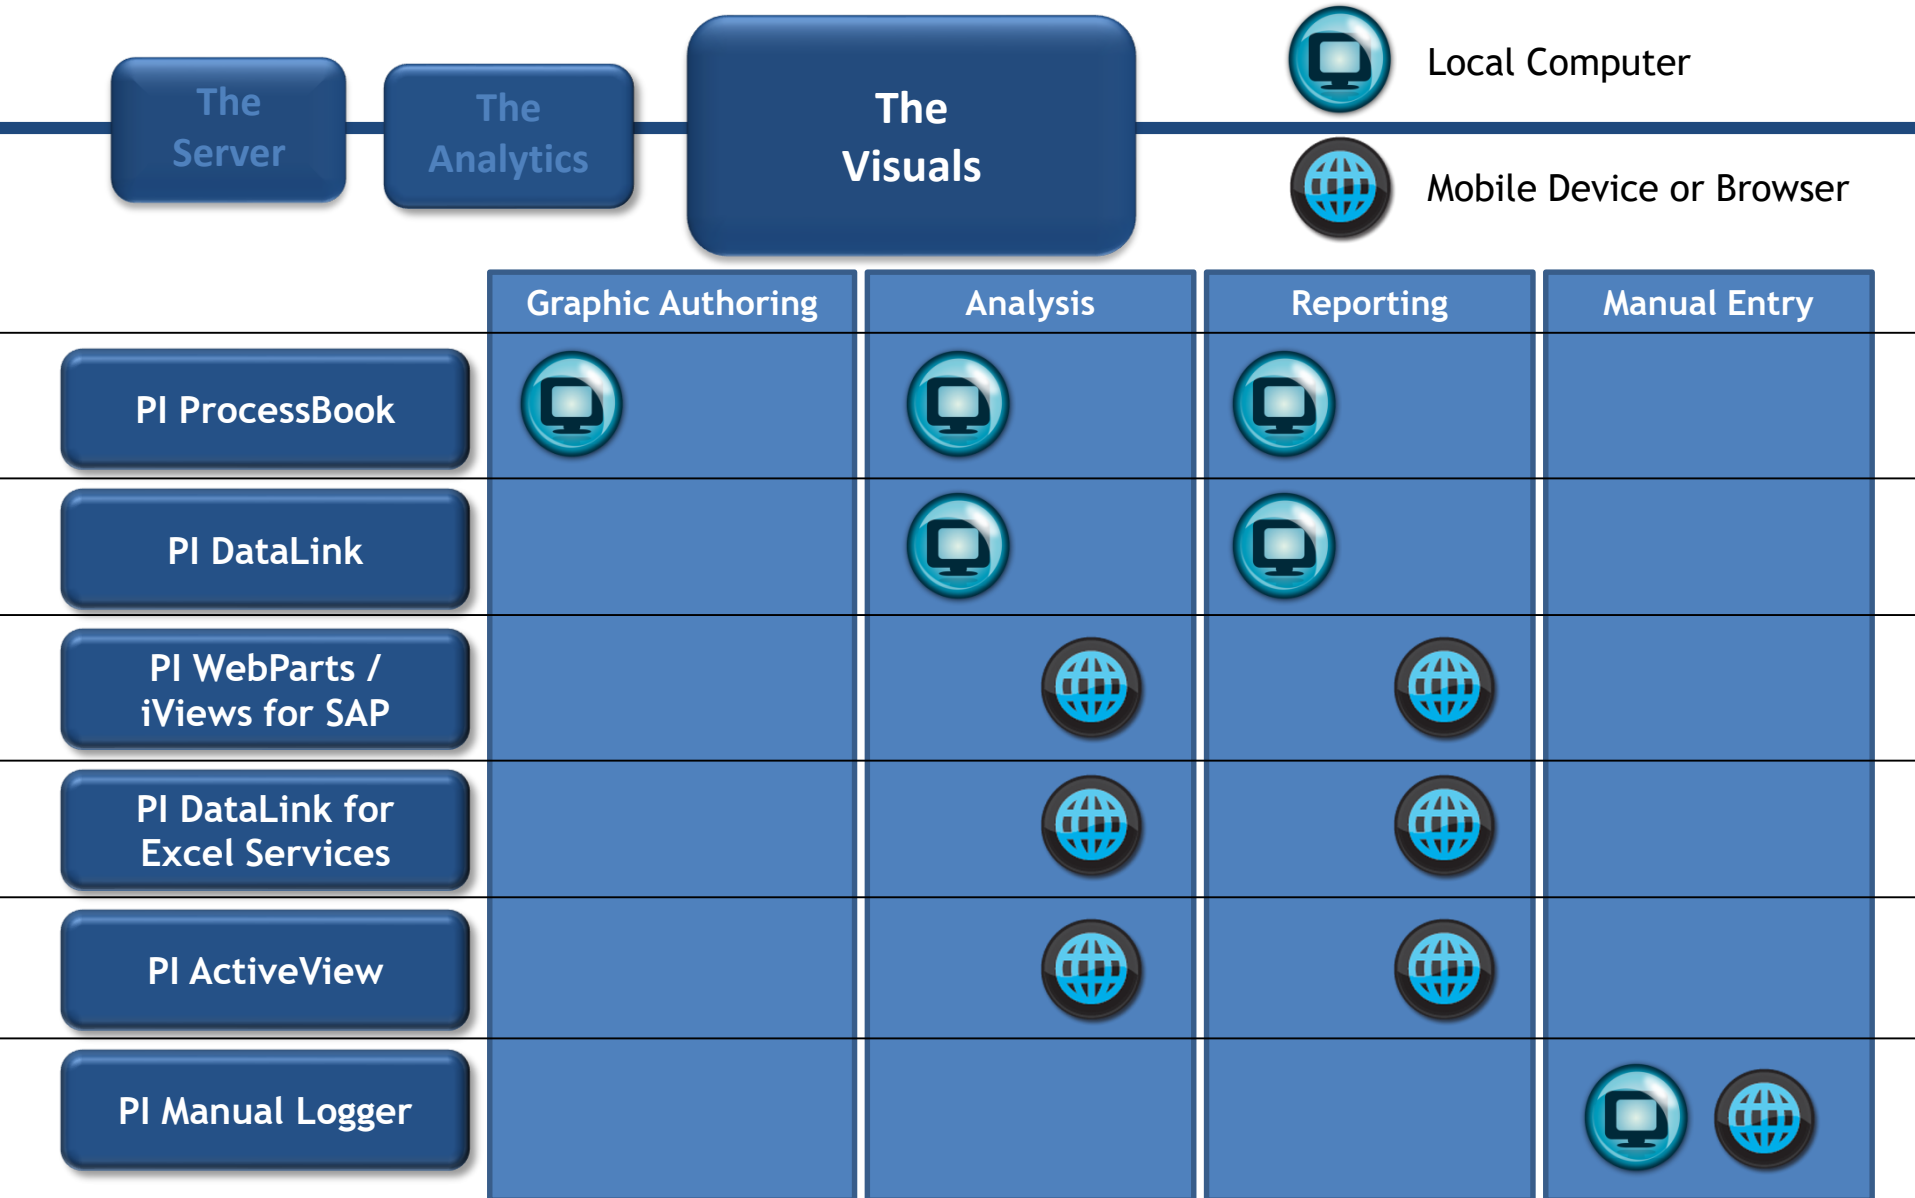 The
Server
The
Analytics
The
Visuals
Local Computer
Mobile Device or Browser
Graphic Authoring
Analysis
Reporting
Manual Entry
PI ProcessBook
PI DataLink
PI WebParts /
iViews for SAP
PI DataLink for
Excel Services
PI ActiveView
PI Manual Logger